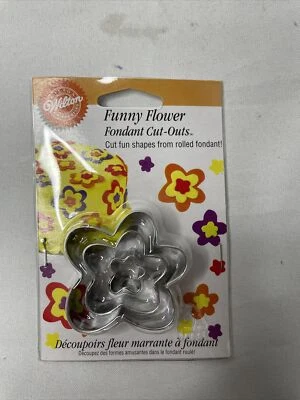 Wilton
Funny Flower
Fondant Cut-Outs™
Cut fun shapes from rolled fondant!
Découpoirs fleur marrante à fondant
Découpez des formes amusantes dans le fondant roulé!